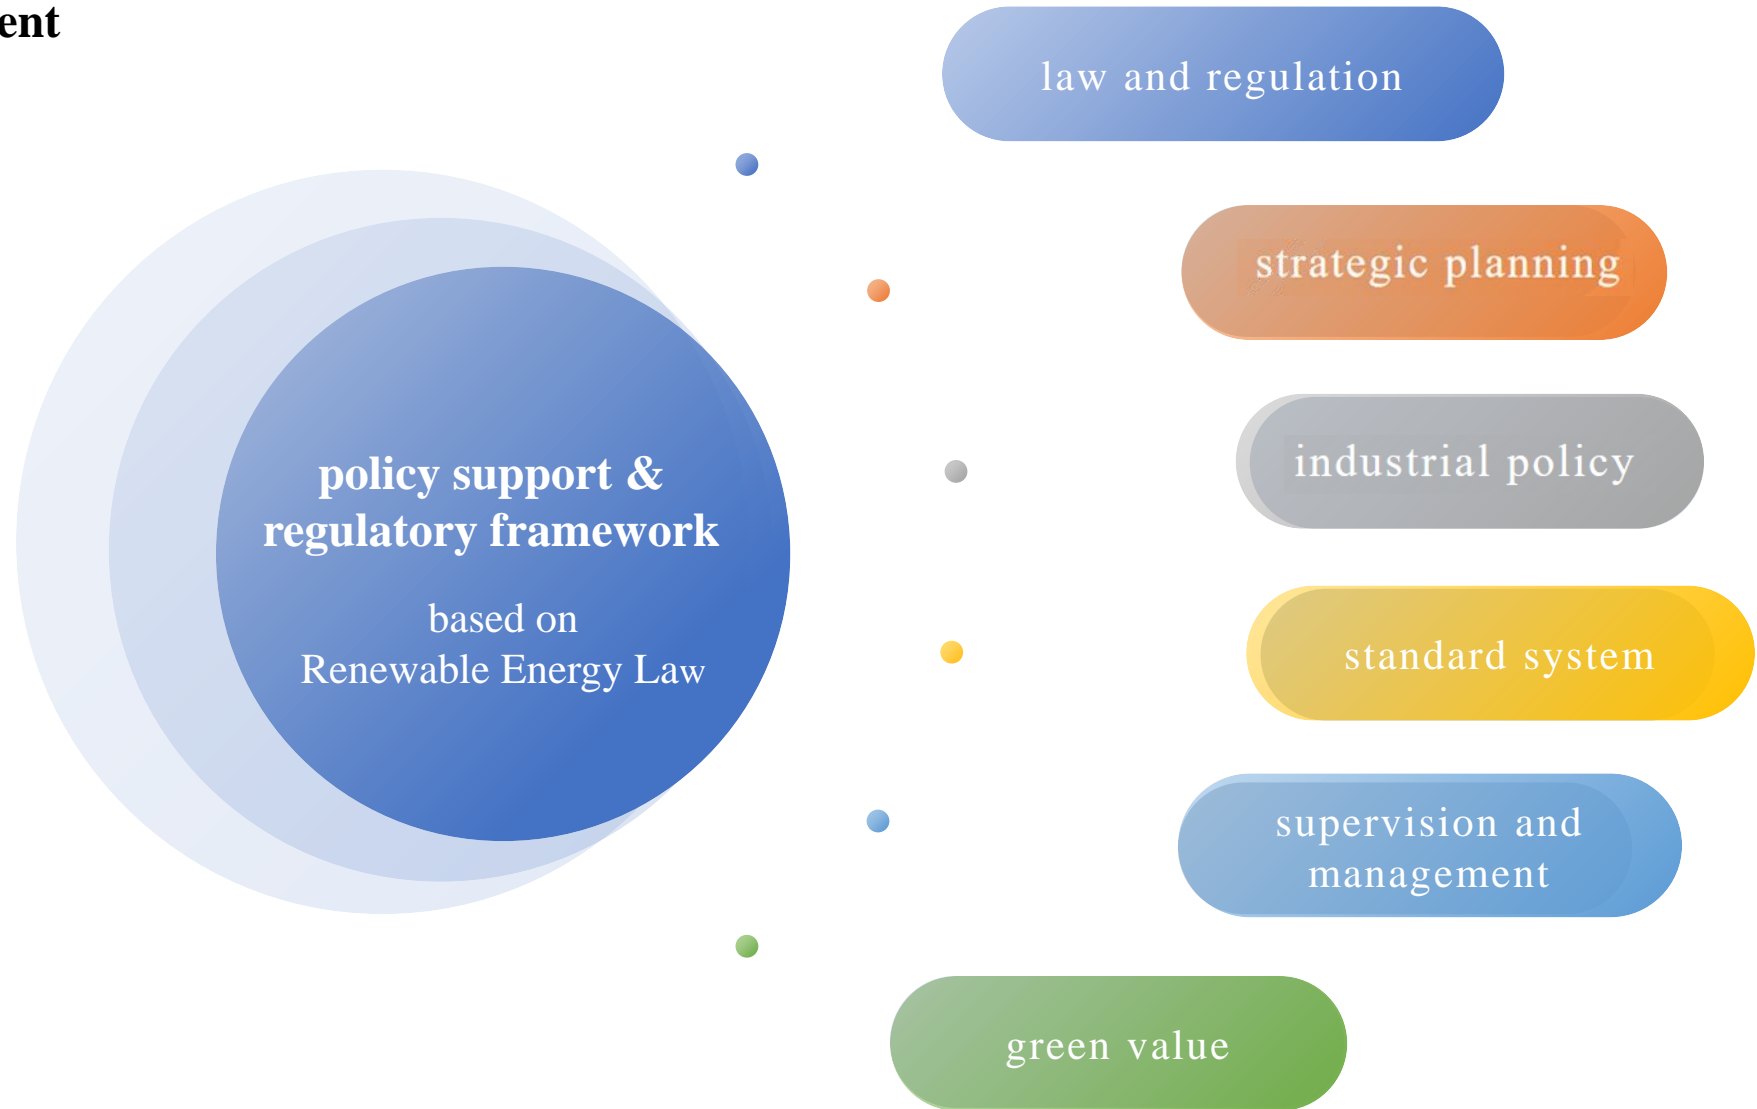 ent
law and regulation
strategic planning
industrial policy
policy support &
regulatory framework
based on
Renewable Energy Law
standard system
supervision and
management
green value